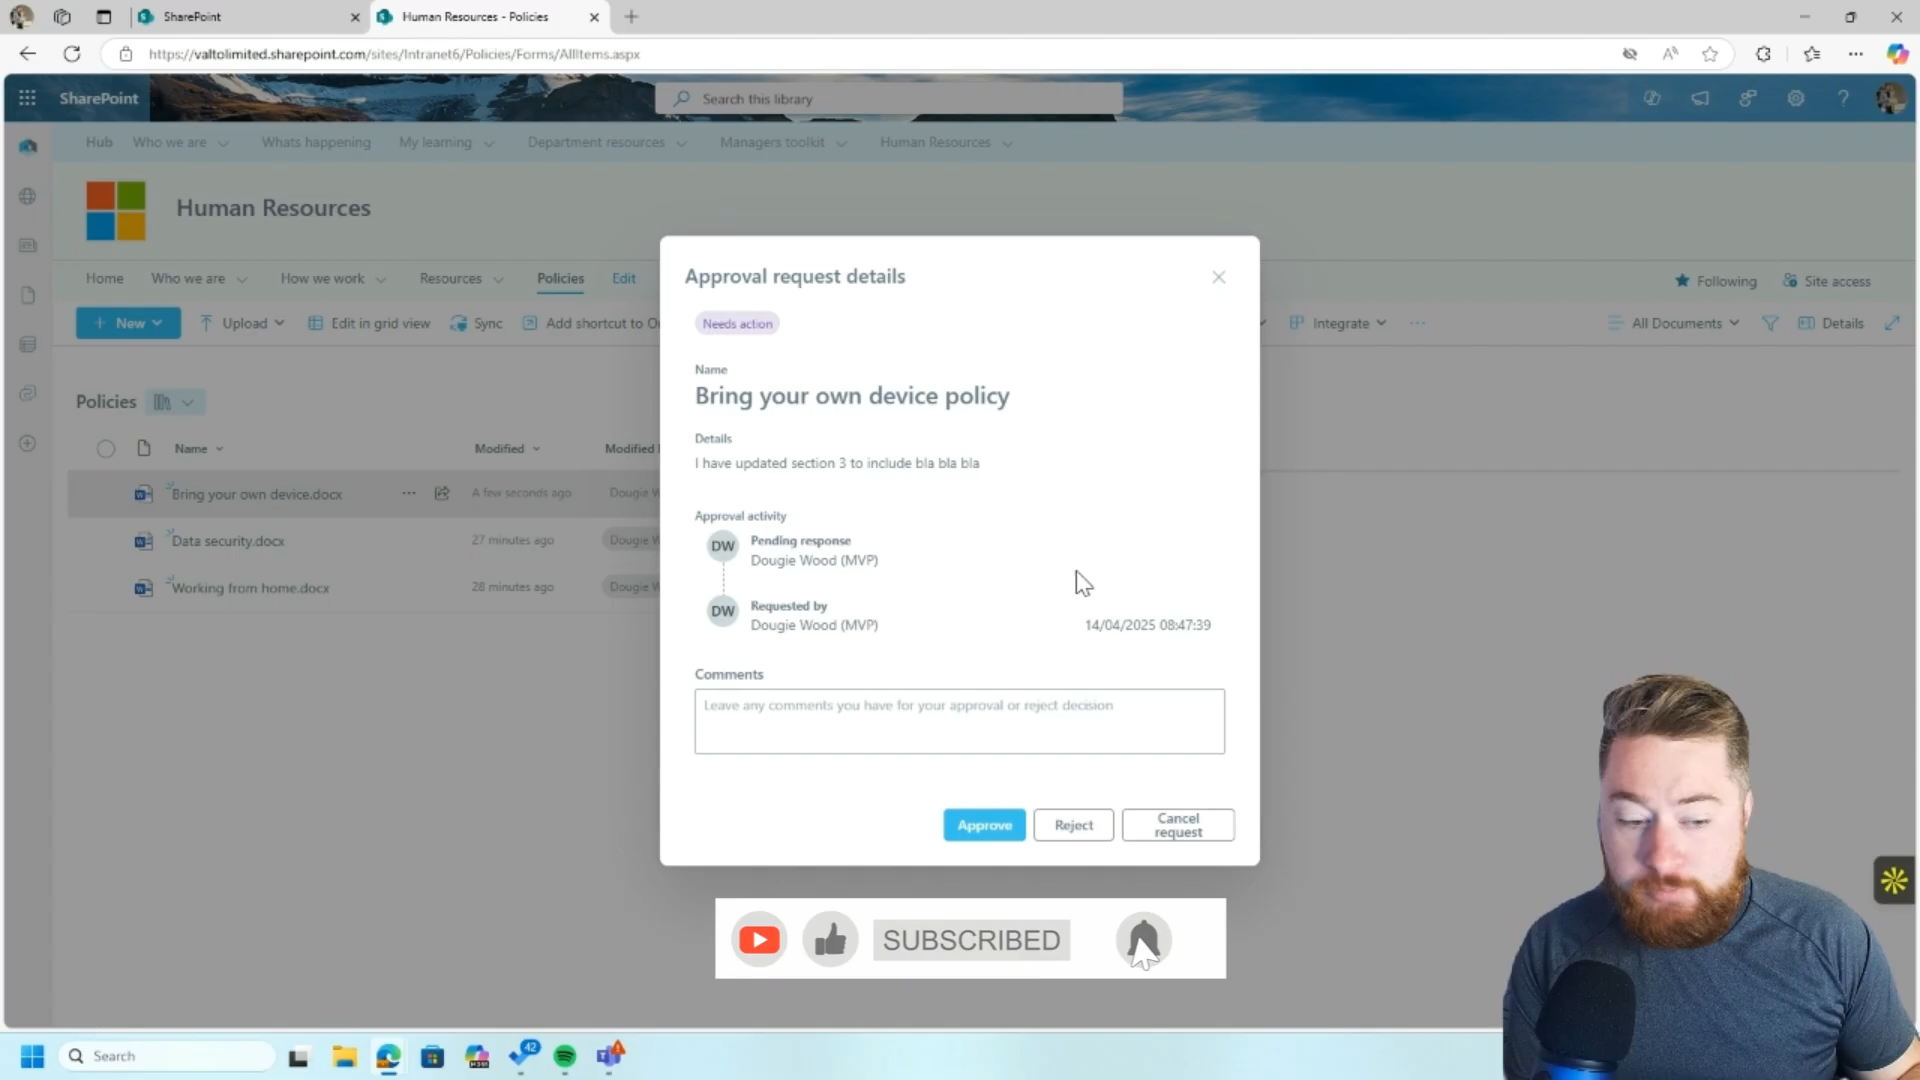 SharePoint
Human Resources - Policies
https://valtolimited.sharepoint.com/sites/Intranet6/Policies/Forms/AllItems.aspx
SharePoint
Search this library
Hub
Who we are
Whats happening
My learning
Department resources
Managers toolkit
Human Resources
Human Resources
Home
Who we are
How we work
Resources
Policies
Edit
Following
Site access
New
Upload
Edit in grid view
Sync
Add shortcut to O
Integrate
All Documents
Details
Policies
Name
Modified
Modified
Bring your own device.docx
A few seconds ago
Dougie W
Data security.docx
27 minutes ago
Dougie W
Working from home.docx
28 minutes ago
Dougie W
Approval request details
Needs action
Name
Bring your own device policy
Details
I have updated section 3 to include bla bla bla
Approval activity
DW
Pending response
Dougie Wood (MVP)
DW
Requested by
Dougie Wood (MVP)
14/04/2025 08:47:39
Comments
Leave any comments you have for your approval or reject decision
Approve
Reject
Cancel
request
SUBSCRIBED
Search
42